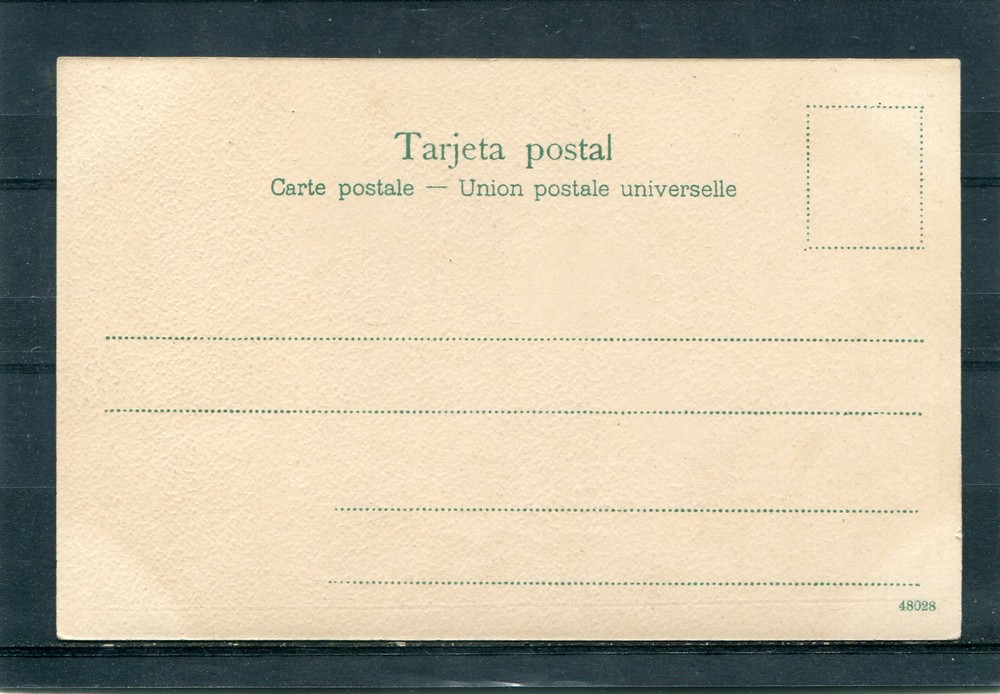 Tarjeta postal
Carte postale — Union postale universelle
48028